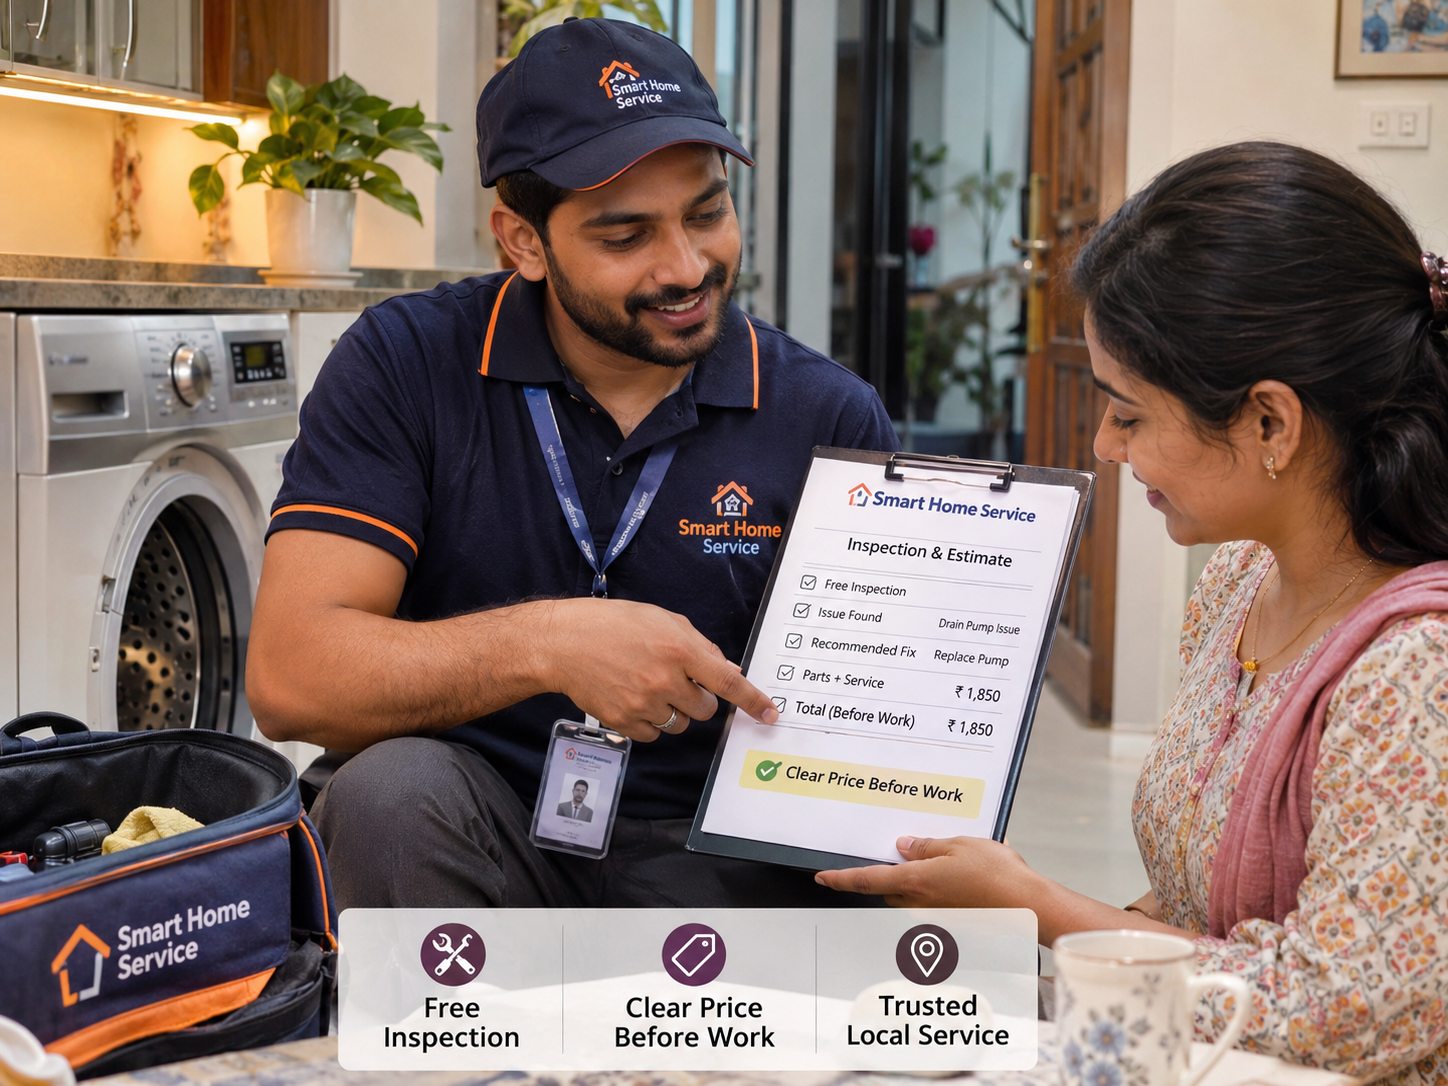 Smart Home
Service
Smart Home
Service
Smart Home Service
Inspection & Estimate
Free Inspection
Issue Found Drain Pump Issue
Recommended Fix Replace Pump
Parts + Service ₹ 1,850
Total (Before Work) ₹ 1,850
Clear Price Before Work
Smart Home
Service
Free
Inspection
Clear Price
Before Work
Trusted
Local Service